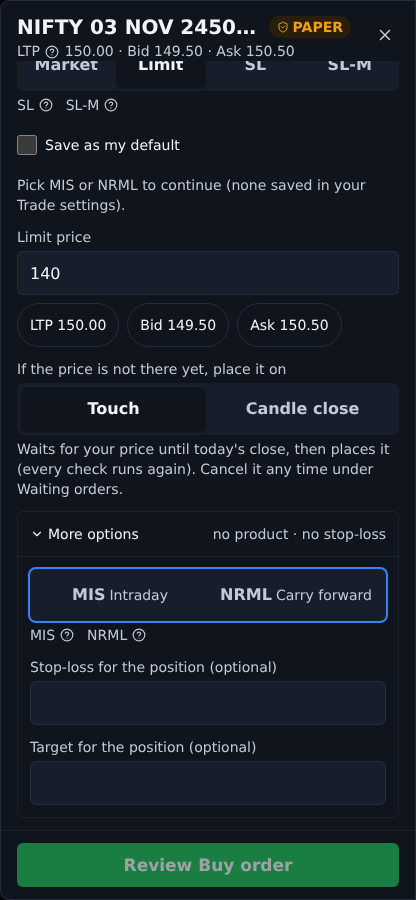 NIFTY 03 NOV 2450... PAPER
LTP 150.00 · Bid 149.50 · Ask 150.50
Market Limit SL SL-M
SL SL-M
Save as my default
Pick MIS or NRML to continue (none saved in your
Trade settings).
Limit price
140
LTP 150.00 Bid 149.50 Ask 150.50
If the price is not there yet, place it on
Touch Candle close
Waits for your price until today's close, then places it
(every check runs again). Cancel it any time under
Waiting orders.
More options no product · no stop-loss
MIS Intraday NRML Carry forward
MIS NRML
Stop-loss for the position (optional)
Target for the position (optional)
Review Buy order